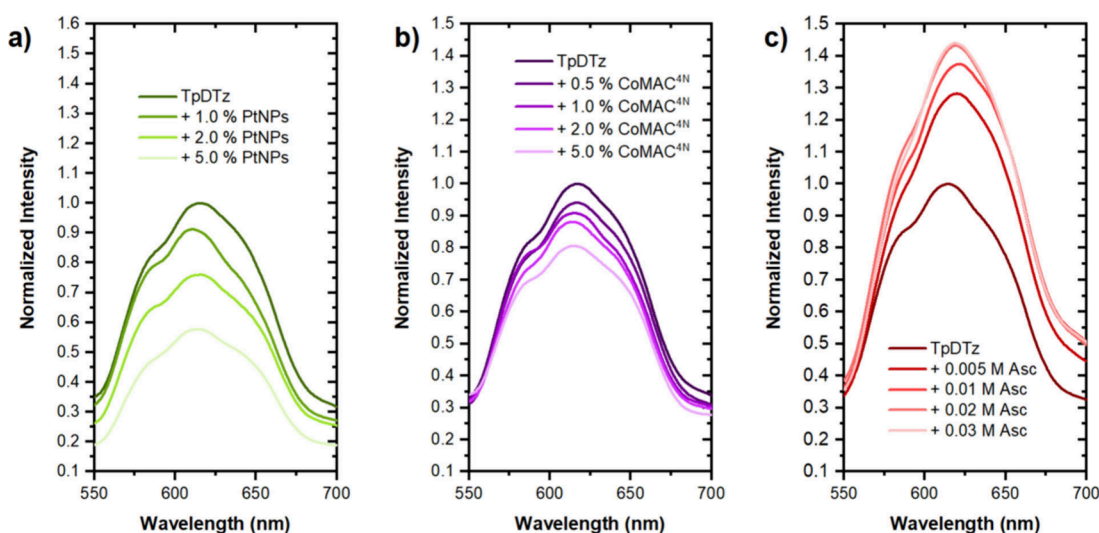 a)
1.6
1.5
1.4
1.3
1.2
1.1
1.0
0.9
0.8
0.7
0.6
0.5
0.4
0.3
0.2
0.1
Normalized Intensity
TpDTz
+ 1.0 % PtNPs
+ 2.0 % PtNPs
+ 5.0 % PtNPs
550 600 650 700
Wavelength (nm)
b)
1.5
1.4
1.3
1.2
1.1
1.0
0.9
0.8
0.7
0.6
0.5
0.4
0.3
0.2
0.1
Normalized Intensity
TpDTz
+ 0.5 % CoMAC⁴ᴺ
+ 1.0 % CoMAC⁴ᴺ
+ 2.0 % CoMAC⁴ᴺ
+ 5.0 % CoMAC⁴ᴺ
550 600 650 700
Wavelength (nm)
c)
1.5
1.4
1.3
1.2
1.1
1.0
0.9
0.8
0.7
0.6
0.5
0.4
0.3
0.2
0.1
Normalized Intensity
TpDTz
+ 0.005 M Asc
+ 0.01 M Asc
+ 0.02 M Asc
+ 0.03 M Asc
550 600 650 700
Wavelength (nm)